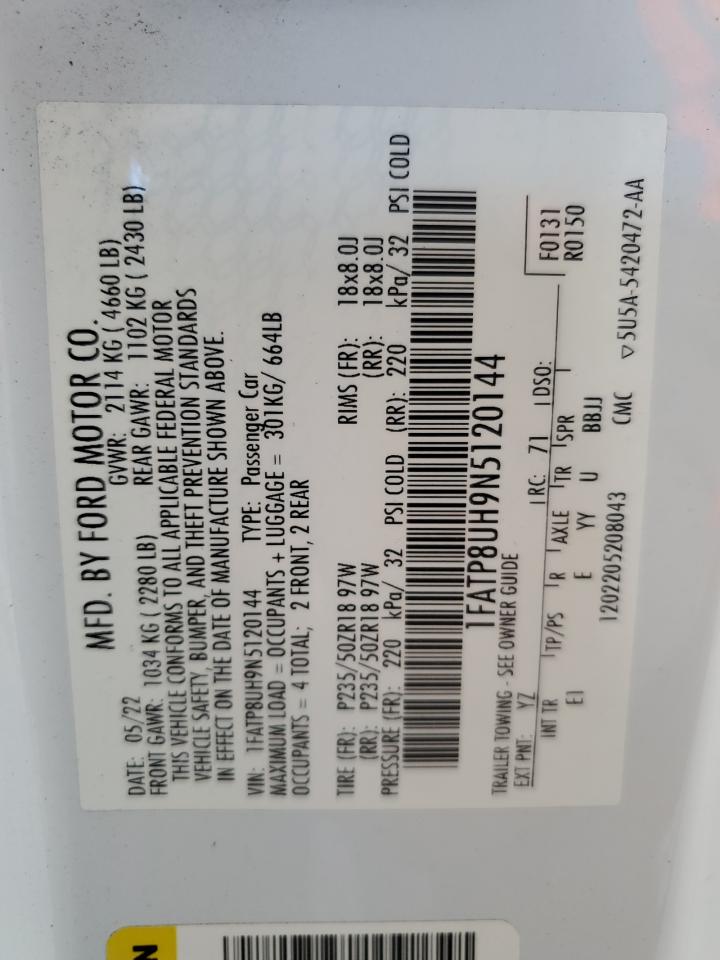 MFD. BY FORD MOTOR CO.
DATE: 05/22 GVWR: 2114 KG ( 4660 LB)
FRONT GAWR: 1034 KG ( 2280 LB) REAR GAWR: 1102 KG ( 2430 LB)
THIS VEHICLE CONFORMS TO ALL APPLICABLE FEDERAL MOTOR
VEHICLE SAFETY, BUMPER, AND THEFT PREVENTION STANDARDS
IN EFFECT ON THE DATE OF MANUFACTURE SHOWN ABOVE.
VIN: 1FATP8UH9N5120144 TYPE: Passenger Car
MAXIMUM LOAD = OCCUPANTS + LUGGAGE = 301KG/ 664LB
OCCUPANTS = 4 TOTAL; 2 FRONT, 2 REAR
TIRE (FR): P235/50ZR18 97W RIMS (FR): 18x8.0J
(RR): P235/50ZR18 97W (RR): 18x8.0J
PRESSURE (FR): 220 kPa/ 32 PSI COLD (RR): 220 kPa/ 32 PSI COLD
1FATP8UH9N5120144
TRAILER TOWING - SEE OWNER GUIDE
EXT PNT: YZ RC: 71 DSO: F0131
R0150
INT TR TP/PS R AXLE TR SPR
EI E YY U BBJJ
1202205208043 CMC ▽5U5A-5420472-AA
N